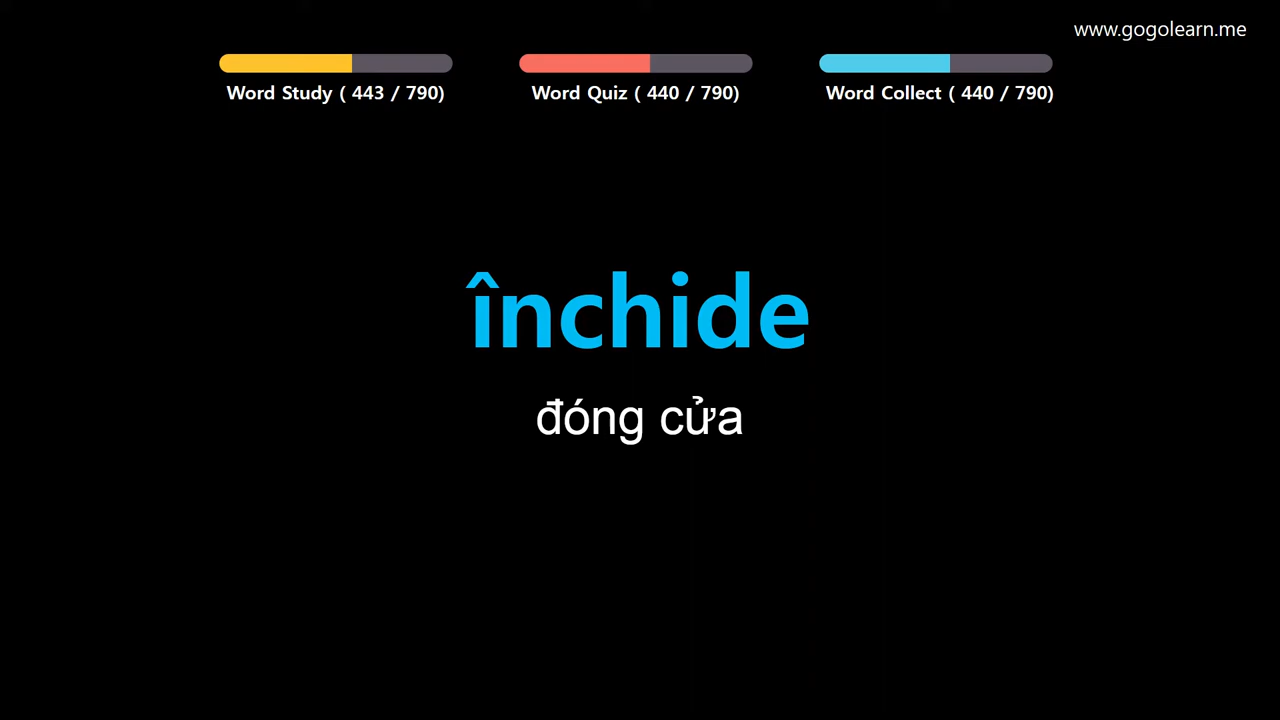 www.gogolearn.me
Word Study ( 443 / 790)
Word Quiz ( 440 / 790)
Word Collect ( 440 / 790)
închide
đóng cửa